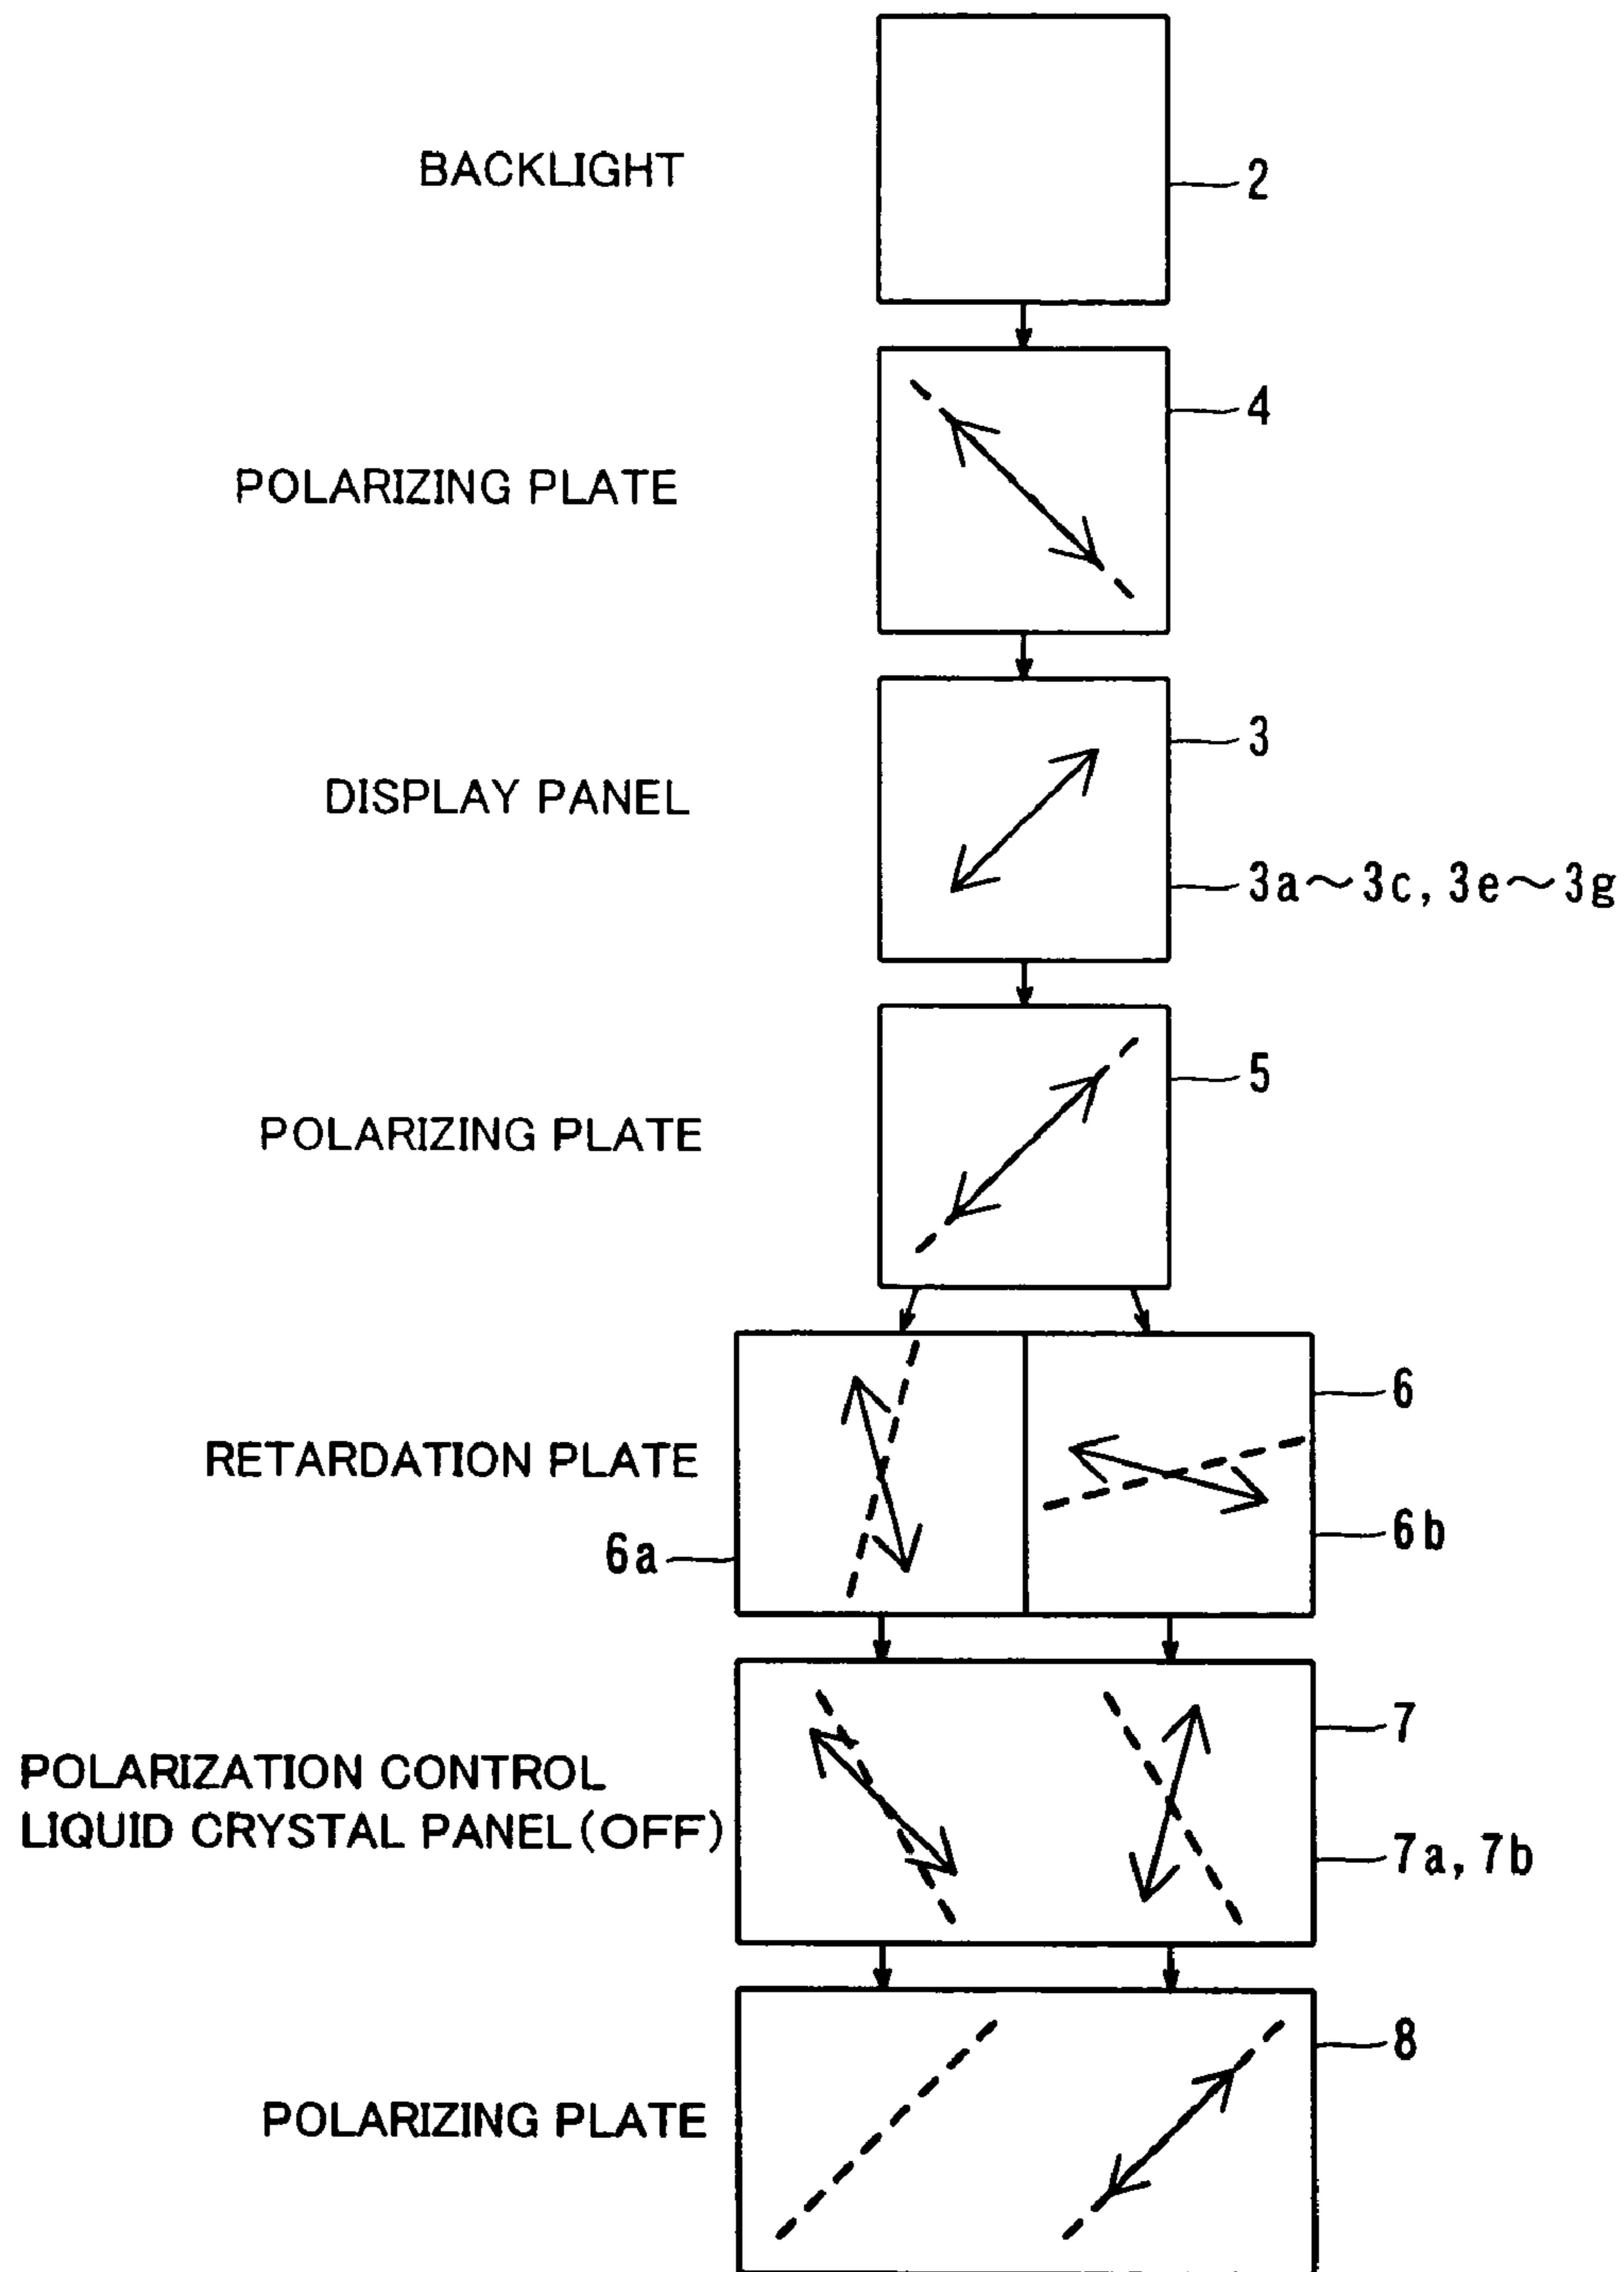 BACKLIGHT
2
4
POLARIZING PLATE
3
DISPLAY PANEL
3a～3c, 3e～3g
5
POLARIZING PLATE
6
RETARDATION PLATE
6a
6b
7
POLARIZATION CONTROL
LIQUID CRYSTAL PANEL(OFF)
7a, 7b
8
POLARIZING PLATE